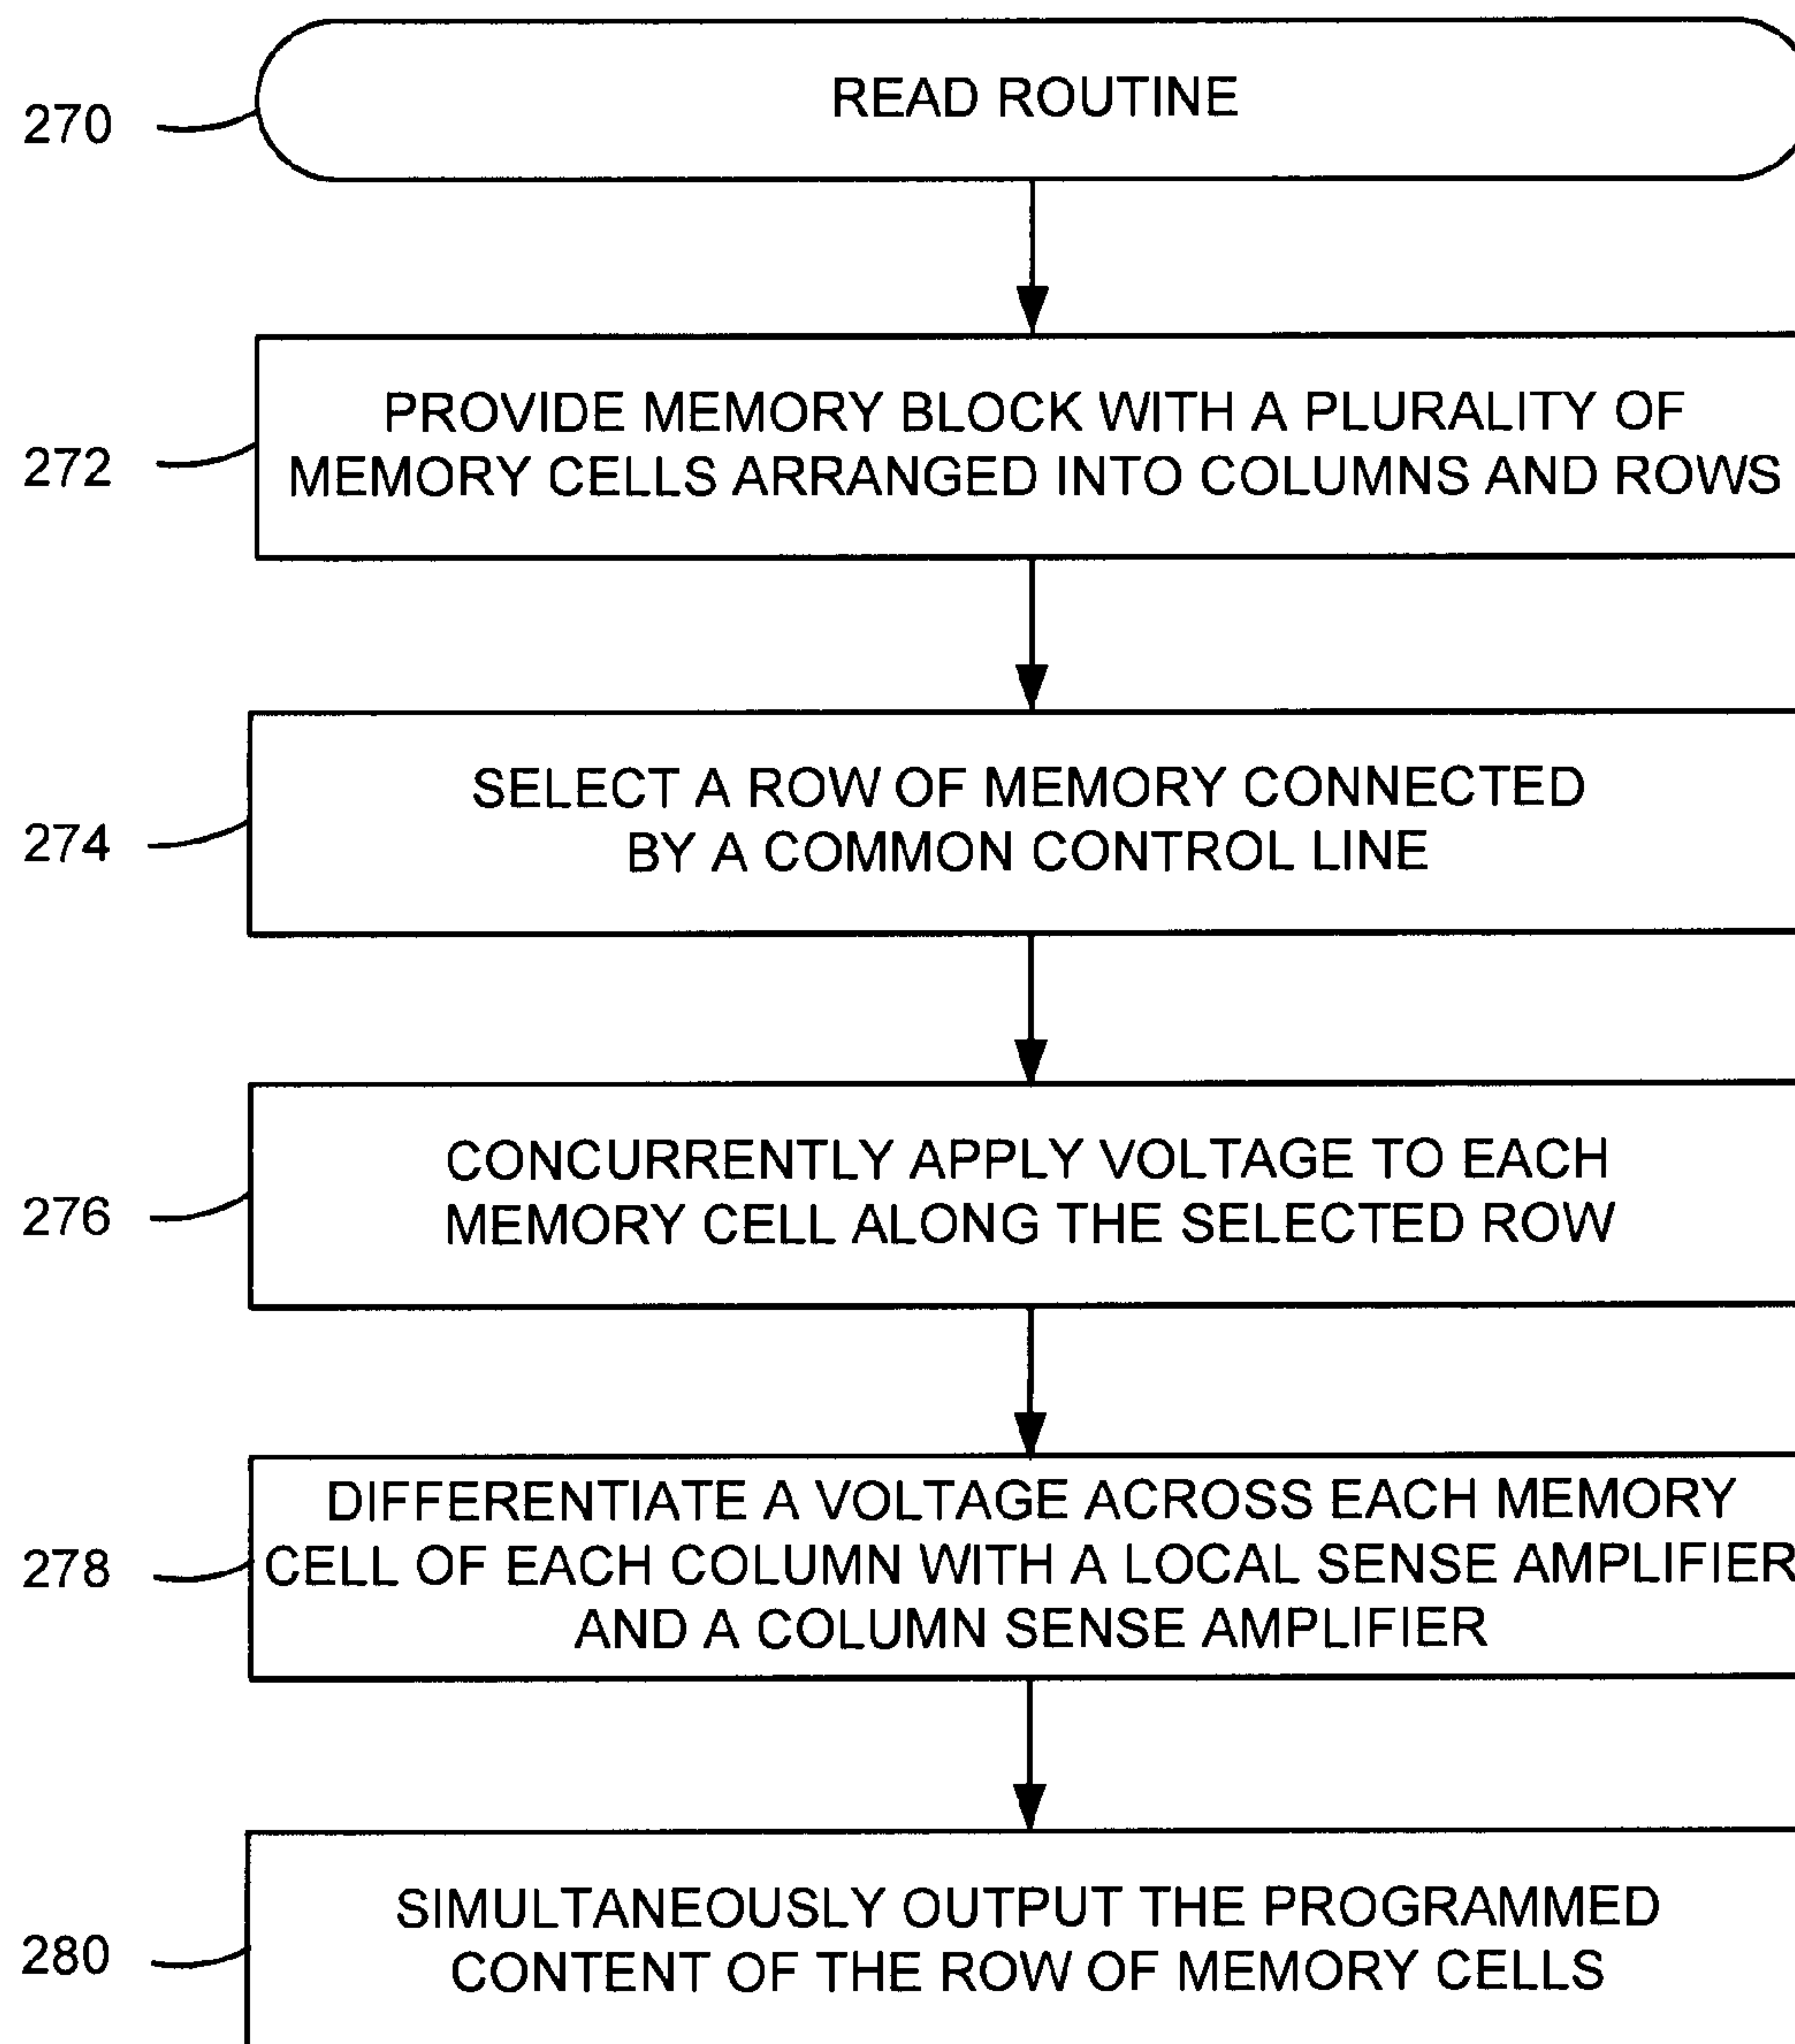 270
READ ROUTINE
272
PROVIDE MEMORY BLOCK WITH A PLURALITY OF
MEMORY CELLS ARRANGED INTO COLUMNS AND ROWS
274
SELECT A ROW OF MEMORY CONNECTED
BY A COMMON CONTROL LINE
276
CONCURRENTLY APPLY VOLTAGE TO EACH
MEMORY CELL ALONG THE SELECTED ROW
278
DIFFERENTIATE A VOLTAGE ACROSS EACH MEMORY
CELL OF EACH COLUMN WITH A LOCAL SENSE AMPLIFIER
AND A COLUMN SENSE AMPLIFIER
280
SIMULTANEOUSLY OUTPUT THE PROGRAMMED
CONTENT OF THE ROW OF MEMORY CELLS